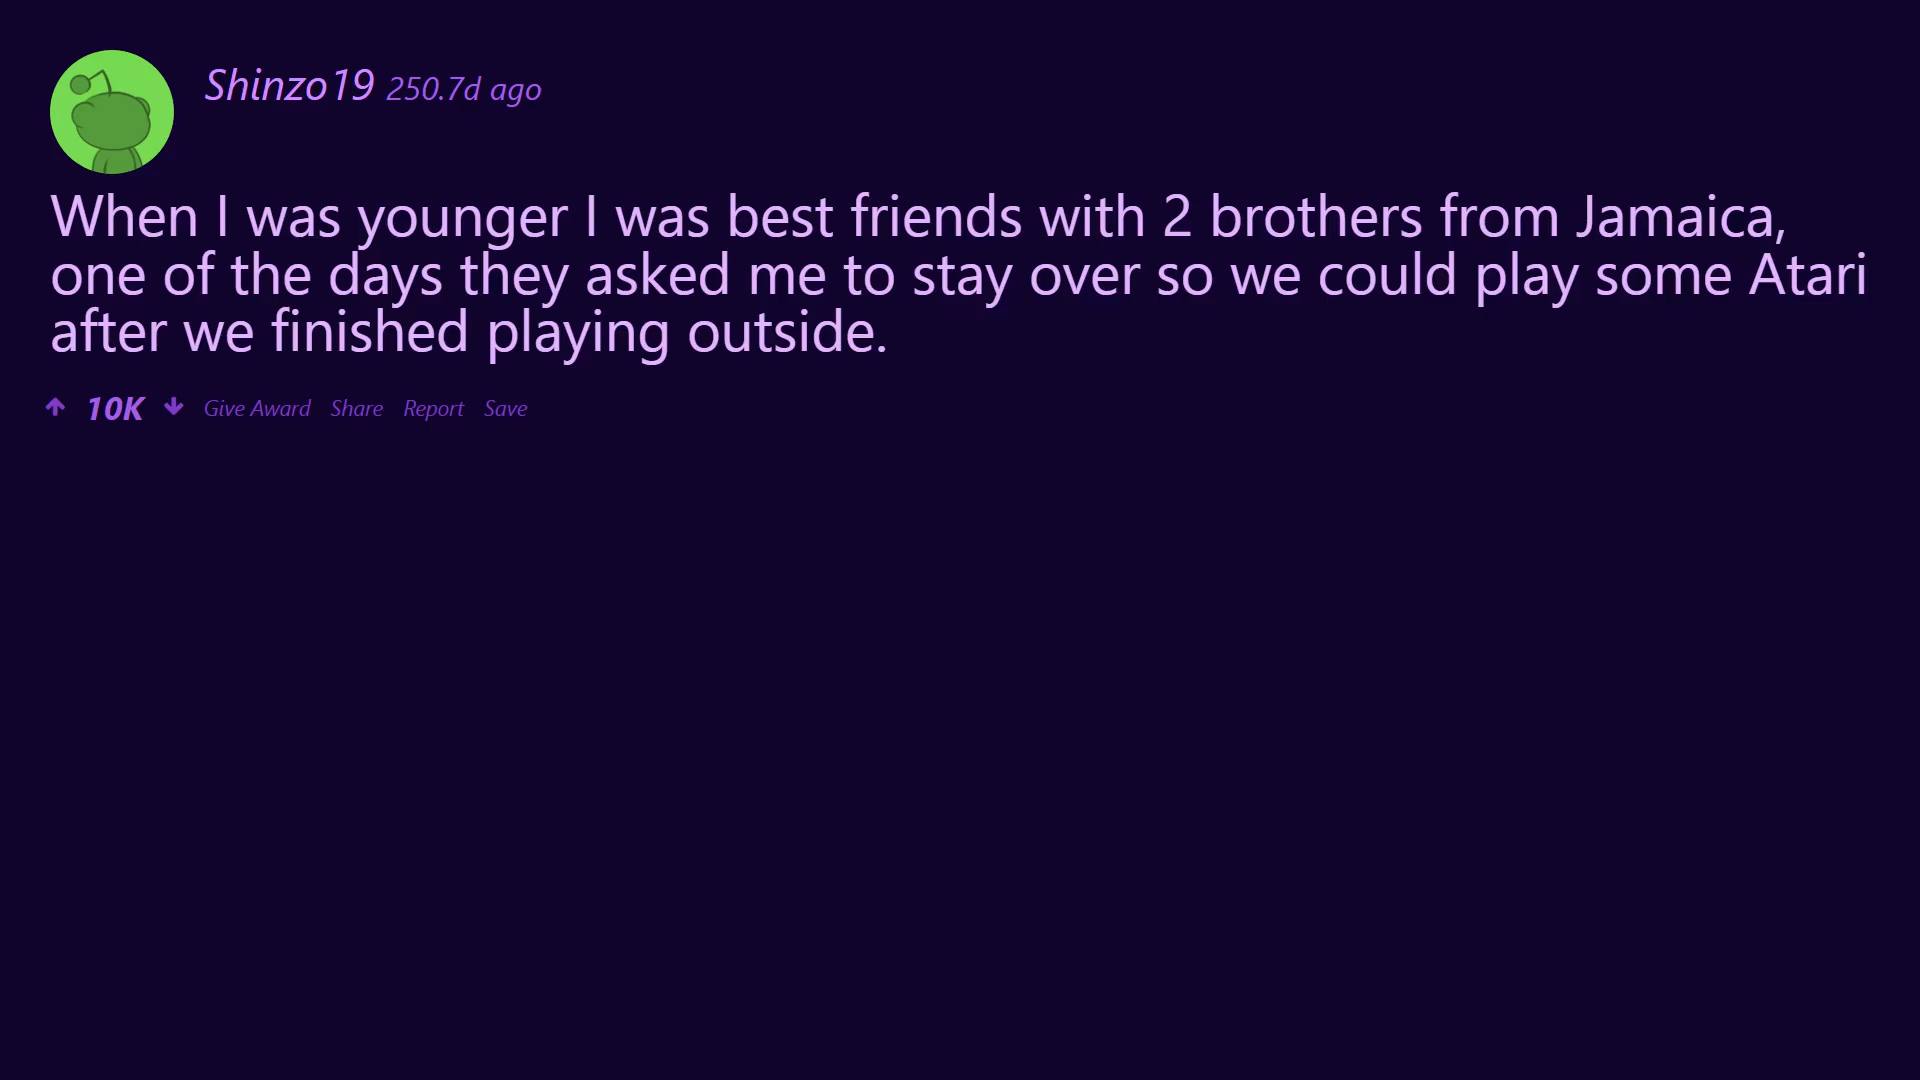 Shinzo19 250.7d ago
When I was younger I was best friends with 2 brothers from Jamaica,
one of the days they asked me to stay over so we could play some Atari
after we finished playing outside.
10K Give Award Share Report Save